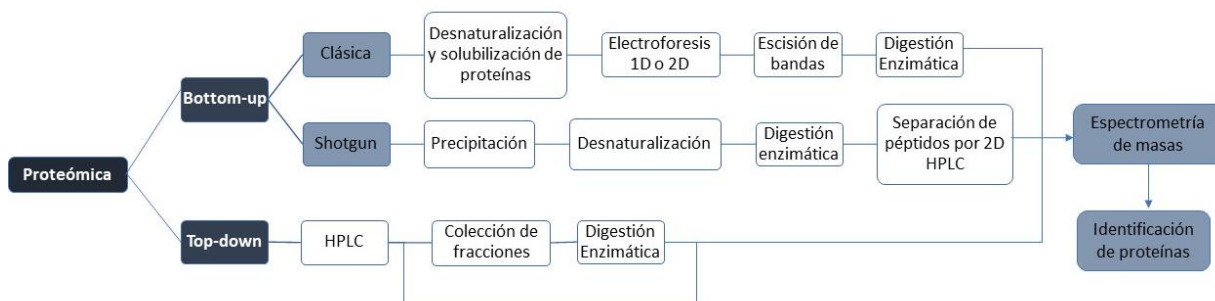 Proteómica
Bottom-up
Clásica
Desnaturalización
y solubilización de
proteínas
Electroforesis
1D o 2D
Escisión de
bandas
Digestión
Enzimática
Shotgun
Precipitación
Desnaturalización
Digestión
enzimática
Separación de
péptidos por 2D
HPLC
Top-down
HPLC
Colección de
fracciones
Digestión
Enzimática
Espectrometría
de masas
Identificación
de proteínas